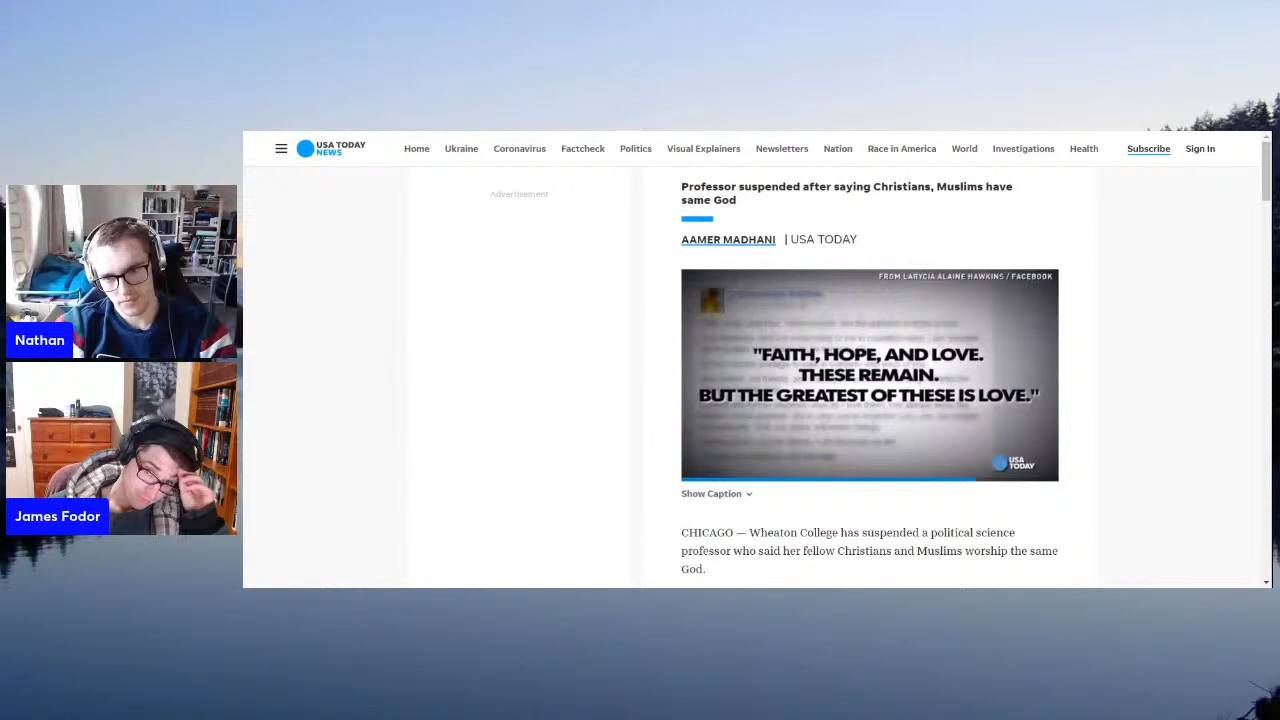 USA TODAY
NEWS
Home Ukraine Coronavirus Factcheck Politics Visual Explainers Newsletters Nation Race in America World Investigations Health Subscribe Sign In
Advertisement
Professor suspended after saying Christians, Muslims have
same God
AAMER MADHANI | USA TODAY
FROM LARYCIA ALAINE HAWKINS / FACEBOOK
"FAITH, HOPE, AND LOVE.
THESE REMAIN.
BUT THE GREATEST OF THESE IS LOVE."
USA
TODAY
Show Caption
CHICAGO — Wheaton College has suspended a political science
professor who said her fellow Christians and Muslims worship the same
God.
Nathan
James Fodor